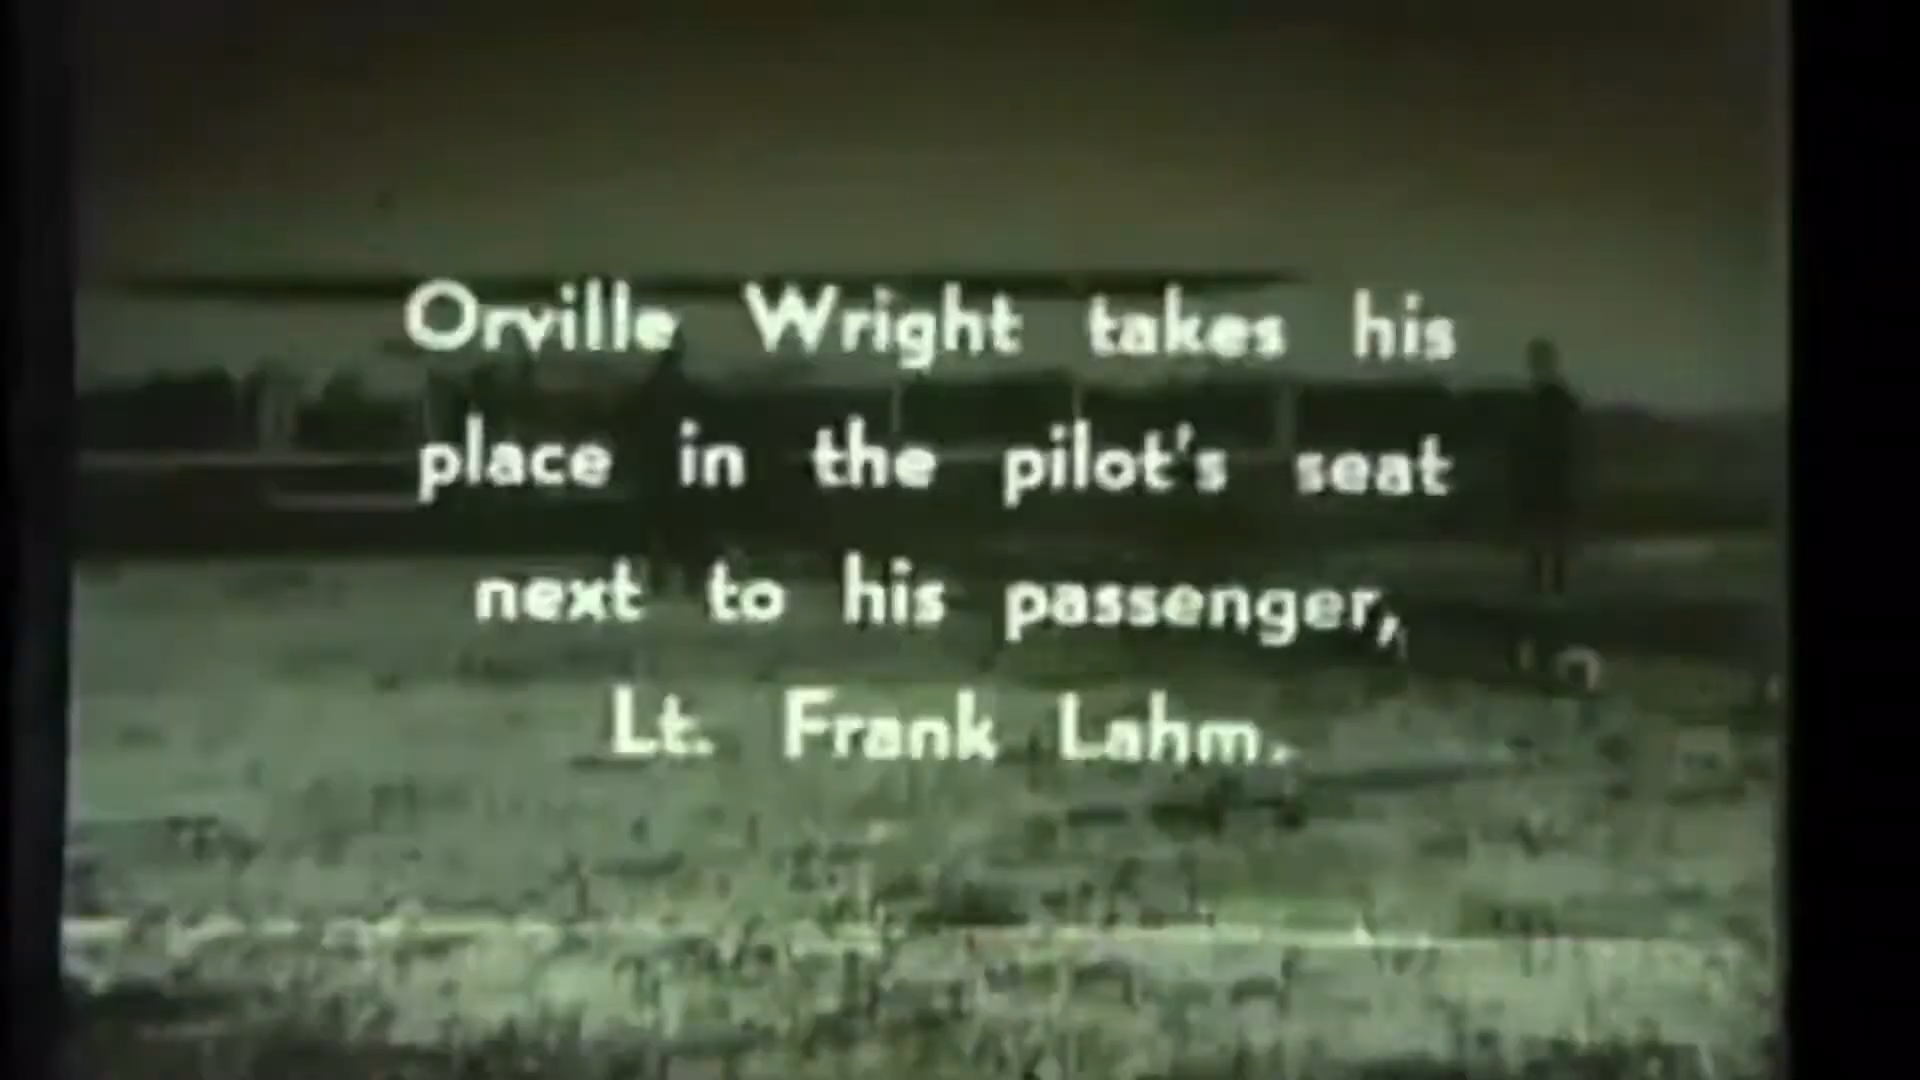 Orville Wright takes his
place in the pilot's seat
next to his passenger,
Lt. Frank Lahm.